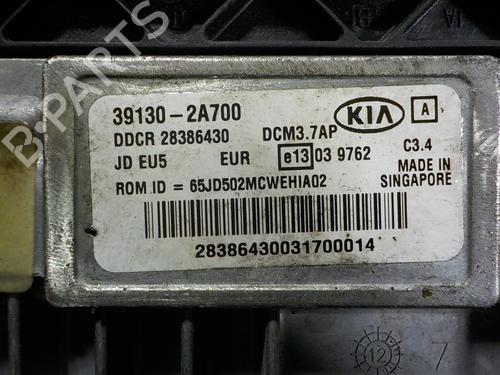 39130-2A700
KIA
A
DDCR 28386430
DCM3.7AP
C3.4
JD EU5
EUR
e13 03 9762
MADE IN
SINGAPORE
ROM ID = 65JD502MCWEHIA02
28386430031700014
12
7